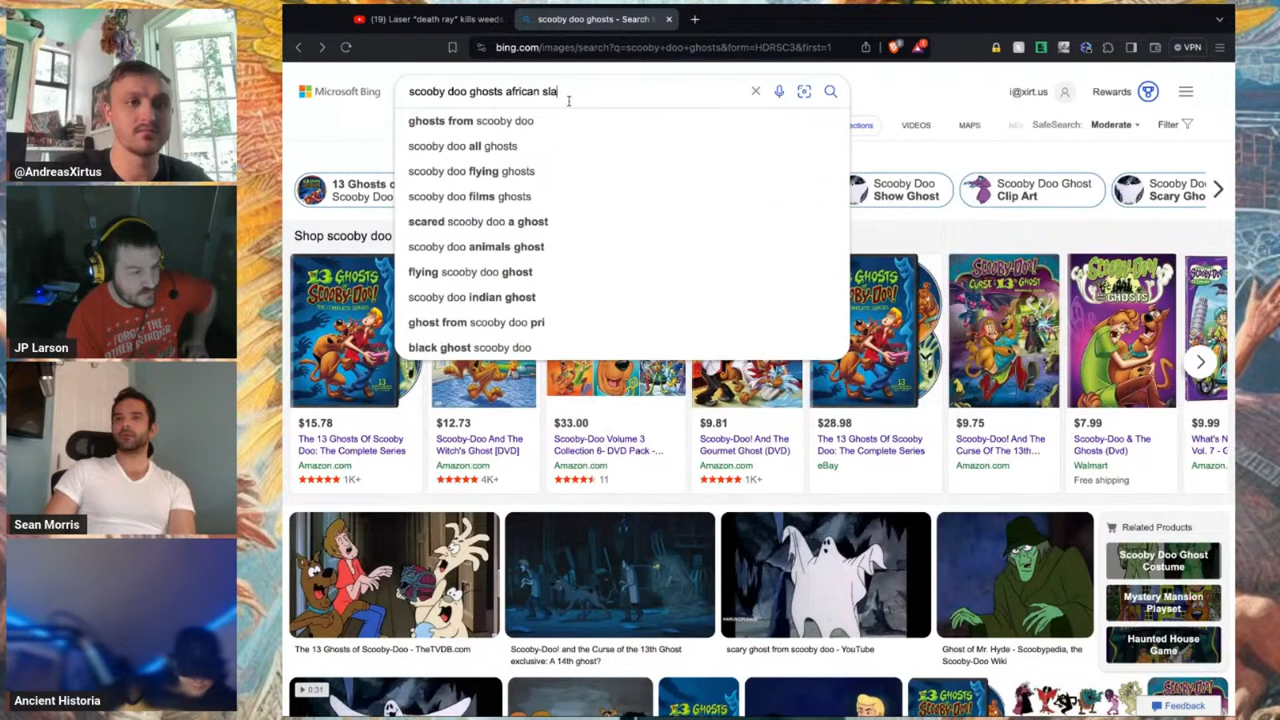 @AndreasXirtus
JP Larson
Sean Morris
Ancient Historia
(19) Laser "death ray" kills weeds
scooby doo ghosts - Search
bing.com/images/search?q=scooby+doo+ghosts&form=HDRSC3&first=1
VPN
Microsoft Bing
scooby doo ghosts african sla
i@xirt.us
Rewards
ections
VIDEOS
MAPS
SafeSearch: Moderate
Filter
ghosts from scooby doo
scooby doo all ghosts
scooby doo flying ghosts
scooby doo films ghosts
scared scooby doo a ghost
scooby doo animals ghost
flying scooby doo ghost
scooby doo indian ghost
ghost from scooby doo pri
black ghost scooby doo
13 Ghosts o
Scooby Doo
Scooby Doo
Show Ghost
Scooby Doo Ghost
Clip Art
Scooby Do
Scary Gho
Shop scooby doo
$15.78
The 13 Ghosts Of Scooby
Doo: The Complete Series
Amazon.com
1K+
$12.73
Scooby-Doo And The
Witch's Ghost [DVD]
Amazon.com
4K+
$33.00
Scooby-Doo Volume 3
Collection 6- DVD Pack -...
Amazon.com
11
$9.81
Scooby-Doo! And The
Gourmet Ghost (DVD)
Amazon.com
1K+
$28.98
The 13 Ghosts Of Scooby
Doo: The Complete Series
eBay
$9.75
Scooby-Doo! And The
Curse Of The 13th...
Amazon.com
$7.99
Scooby-Doo & The
Ghosts (Dvd)
Walmart
Free shipping
$9.99
What's N
Vol. 7 - G
Amazon.
The 13 Ghosts of Scooby-Doo - TheTVDB.com
Scooby-Doo! and the Curse of the 13th Ghost
exclusive: A 14th ghost?
scary ghost from scooby doo - YouTube
Ghost of Mr. Hyde - Scoobypedia, the
Scooby-Doo Wiki
Related Products
Scooby Doo Ghost
Costume
Mystery Mansion
Playset
Haunted House
Game
0:31
Feedback